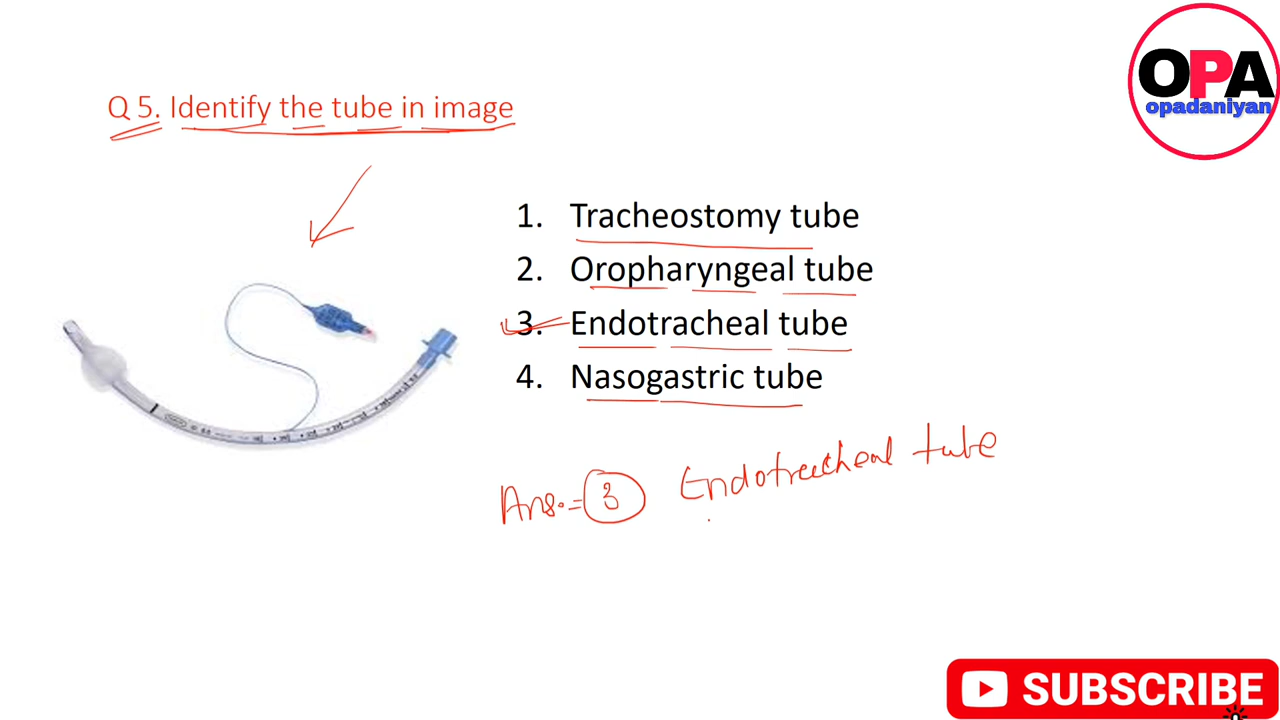 OPA
opadaniyan
Q 5. Identify the tube in image
1. Tracheostomy tube
2. Oropharyngeal tube
3. Endotracheal tube
4. Nasogastric tube
Ans.= 3 Endotracheal tube
SUBSCRIBE